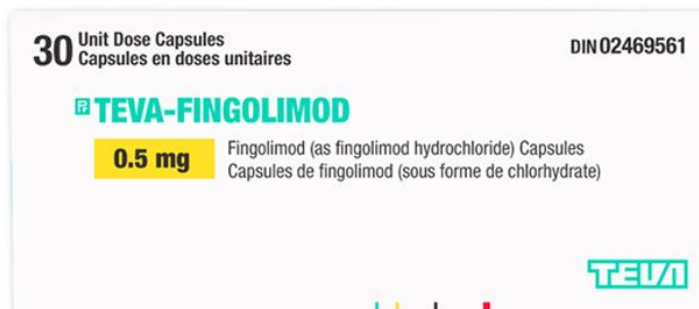 30 Unit Dose Capsules
Capsules en doses unitaires
DIN 02469561
Pr TEVA-FINGOLIMOD
0.5 mg
Fingolimod (as fingolimod hydrochloride) Capsules
Capsules de fingolimod (sous forme de chlorhydrate)
TEVA